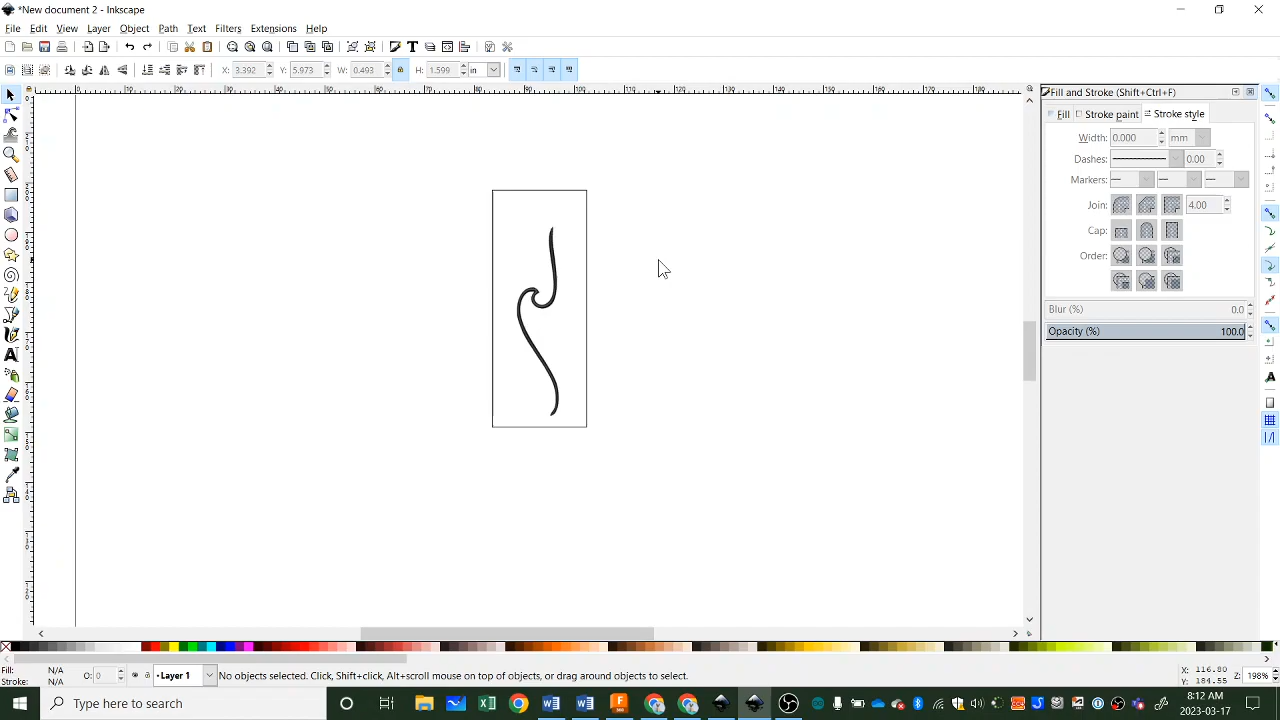 *New document 2 - Inkscape
File Edit View Layer Object Path Text Filters Extensions Help
X: 3.392 Y: 5.973 W: 0.493 H: 1.599 in
Fill and Stroke (Shift+Ctrl+F)
Fill Stroke paint Stroke style
Width: 0.000 mm
Dashes: 0.00
Markers:
Join: 4.00
Cap:
Order:
Blur (%) 0.0
Opacity (%) 100.0
Fill: N/A
Stroke: N/A
O: 0
Layer 1
No objects selected. Click, Shift+click, Alt+scroll mouse on top of objects, or drag around objects to select.
X: 116.80
Y: 184.55
Z: 198%
Type here to search
8:12 AM
2023-03-17